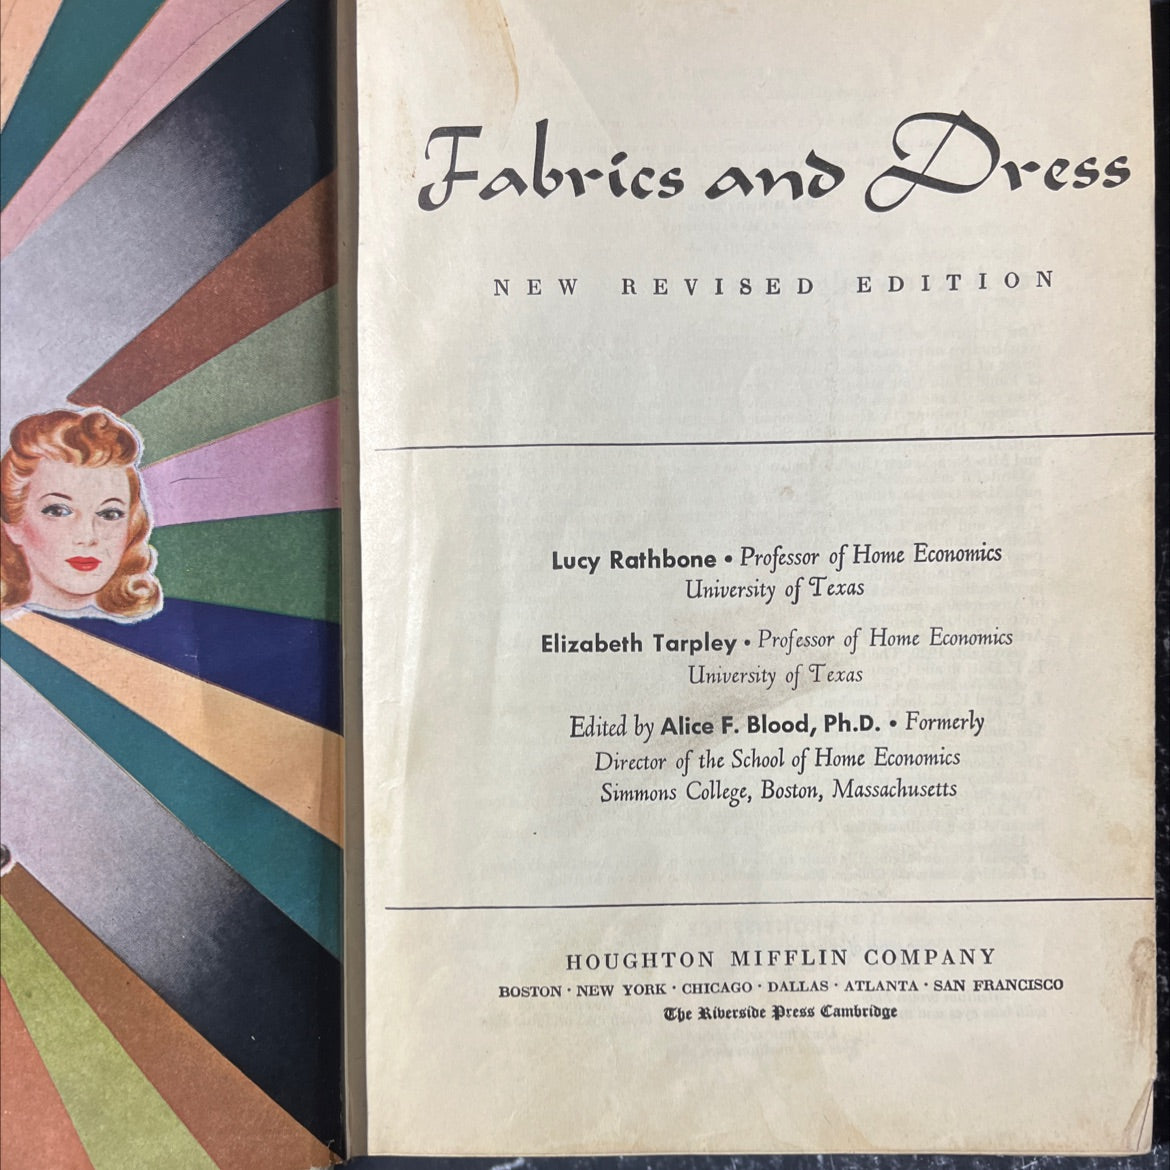 Fabrics and Dress
NEW REVISED EDITION
Lucy Rathbone • Professor of Home Economics
University of Texas
Elizabeth Tarpley • Professor of Home Economics
University of Texas
Edited by Alice F. Blood, Ph.D. • Formerly
Director of the School of Home Economics
Simmons College, Boston, Massachusetts
HOUGHTON MIFFLIN COMPANY
BOSTON · NEW YORK · CHICAGO · DALLAS · ATLANTA · SAN FRANCISCO
The Riverside Press Cambridge